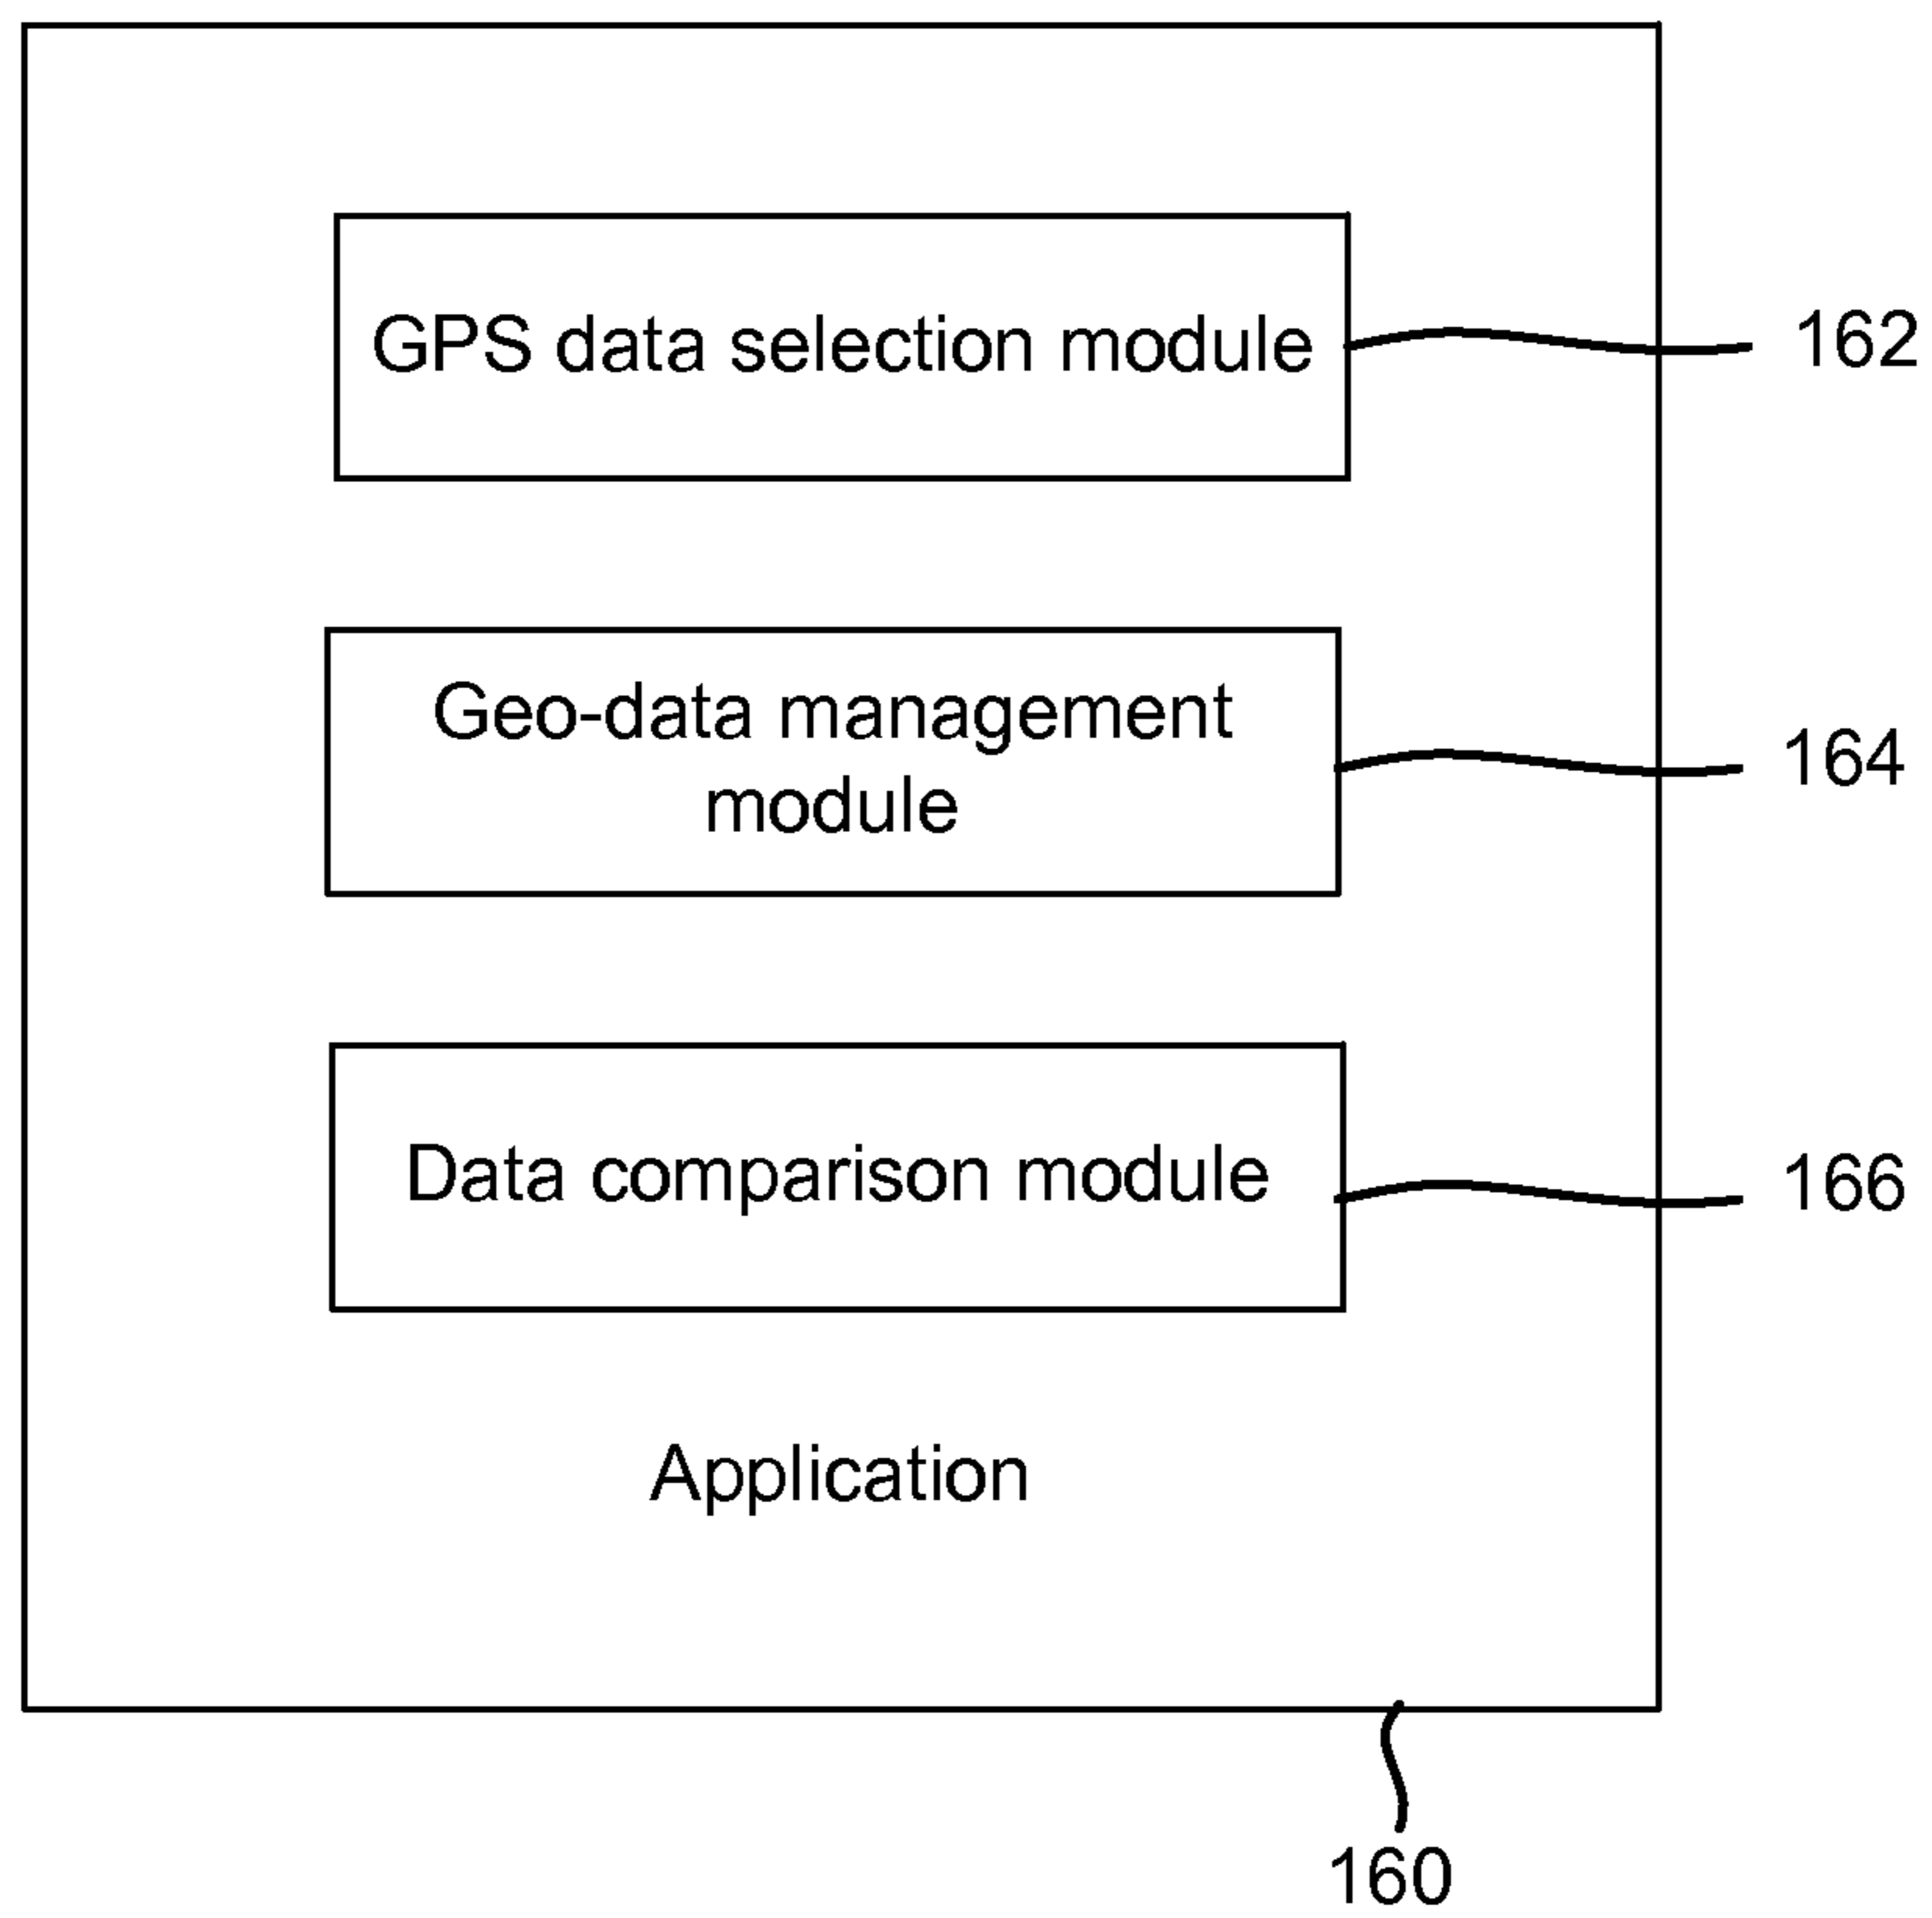 GPS data selection module
162
Geo-data management
module
164
Data comparison module
166
Application
160